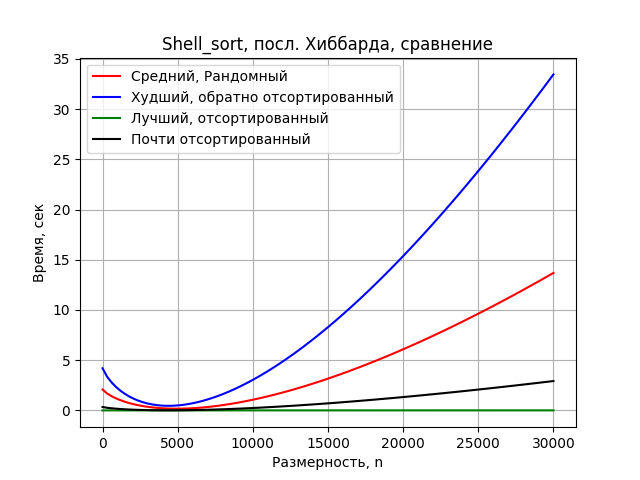 Shell_sort, посл. Хиббарда, сравнение
35
30
25
20
15
10
5
0
Время, сек
Средний, Рандомный
Худший, обратно отсортированный
Лучший, отсортированный
Почти отсортированный
0 5000 10000 15000 20000 25000 30000
Размерность, n